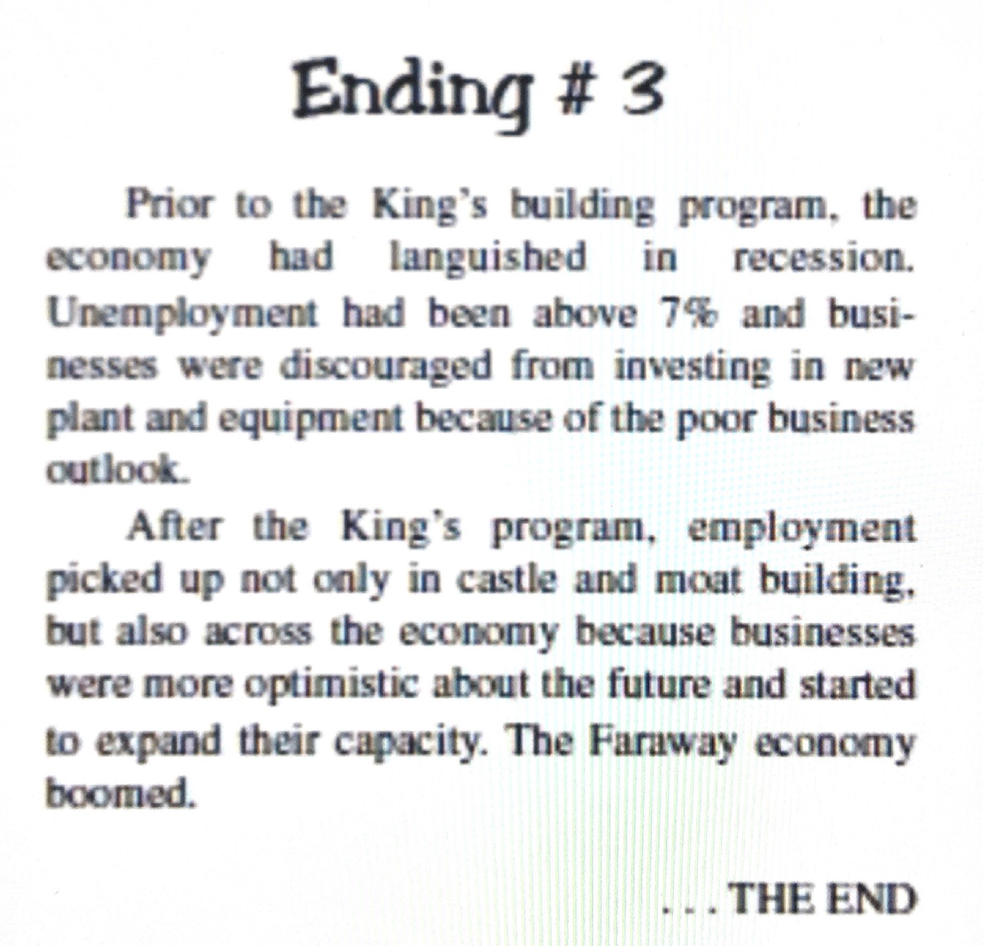 Ending # 3
Prior to the King's building program, the
economy had languished in recession.
Unemployment had been above 7% and busi-
nesses were discouraged from investing in new
plant and equipment because of the poor business
outlook.
After the King's program, employment
picked up not only in castle and moat building,
but also across the economy because businesses
were more optimistic about the future and started
to expand their capacity. The Faraway economy
boomed.
. . . THE END